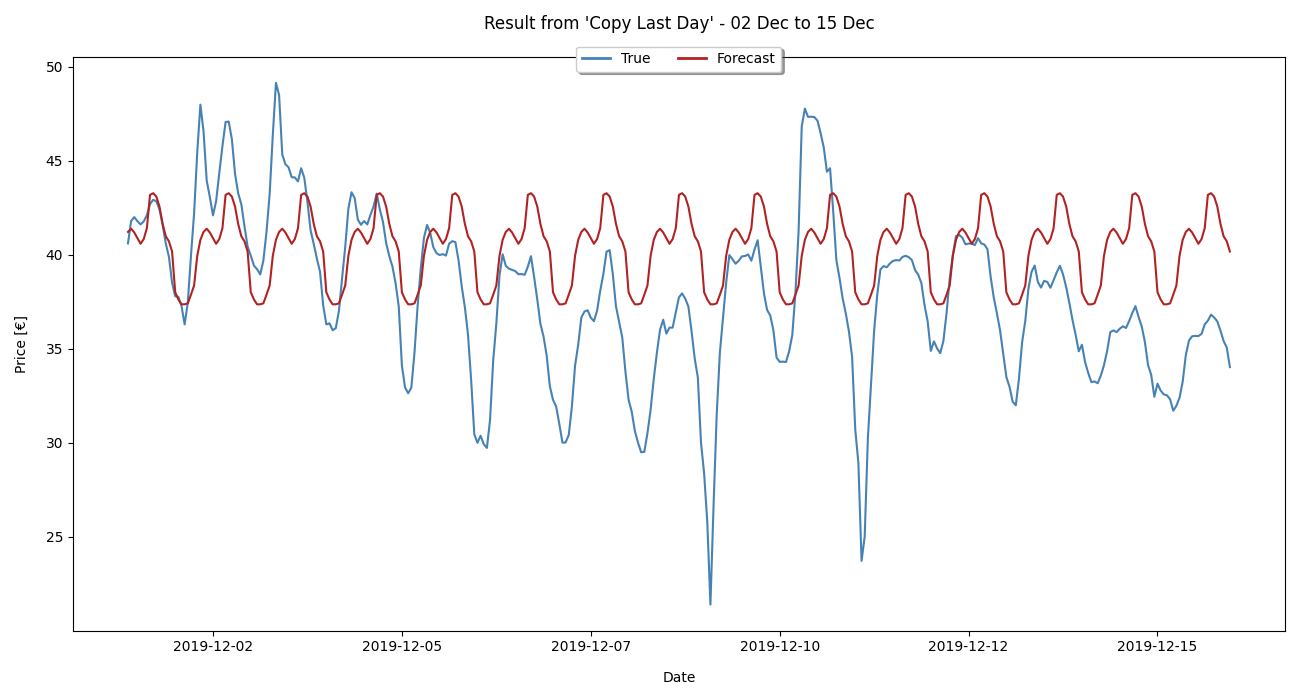 Result from 'Copy Last Day' - 02 Dec to 15 Dec
True Forecast
50
45
40
35
30
25
Price [€]
2019-12-02 2019-12-05 2019-12-07 2019-12-10 2019-12-12 2019-12-15
Date